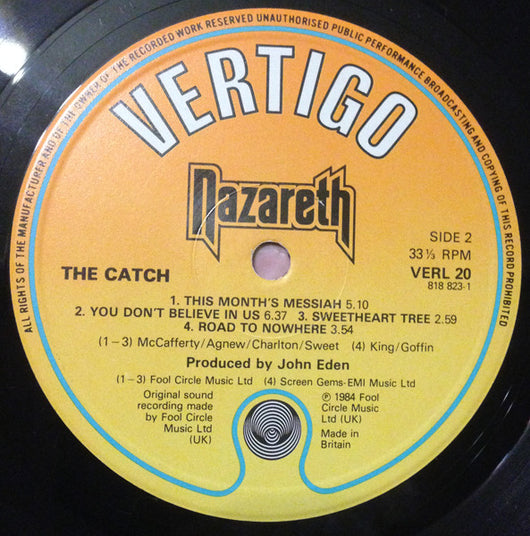 ALL RIGHTS OF THE MANUFACTURER AND OF THE OWNER OF THE RECORDED WORK RESERVED UNAUTHORISED PUBLIC PERFORMANCE BROADCASTING AND COPYING OF THIS RECORD PROHIBITED
VERTIGO
Nazareth
SIDE 2
33⅓ RPM
THE CATCH
VERL 20
818 823-1
1. THIS MONTH'S MESSIAH 5.10
2. YOU DON'T BELIEVE IN US 6.37 3. SWEETHEART TREE 2.59
4. ROAD TO NOWHERE 3.54
(1–3) McCafferty/Agnew/Charlton/Sweet (4) King/Goffin
Produced by John Eden
(1–3) Fool Circle Music Ltd (4) Screen Gems-EMI Music Ltd
Original sound
recording made
by Fool Circle
Music Ltd
(UK)
℗ 1984 Fool
Circle Music
Ltd (UK)
Made in
Britain